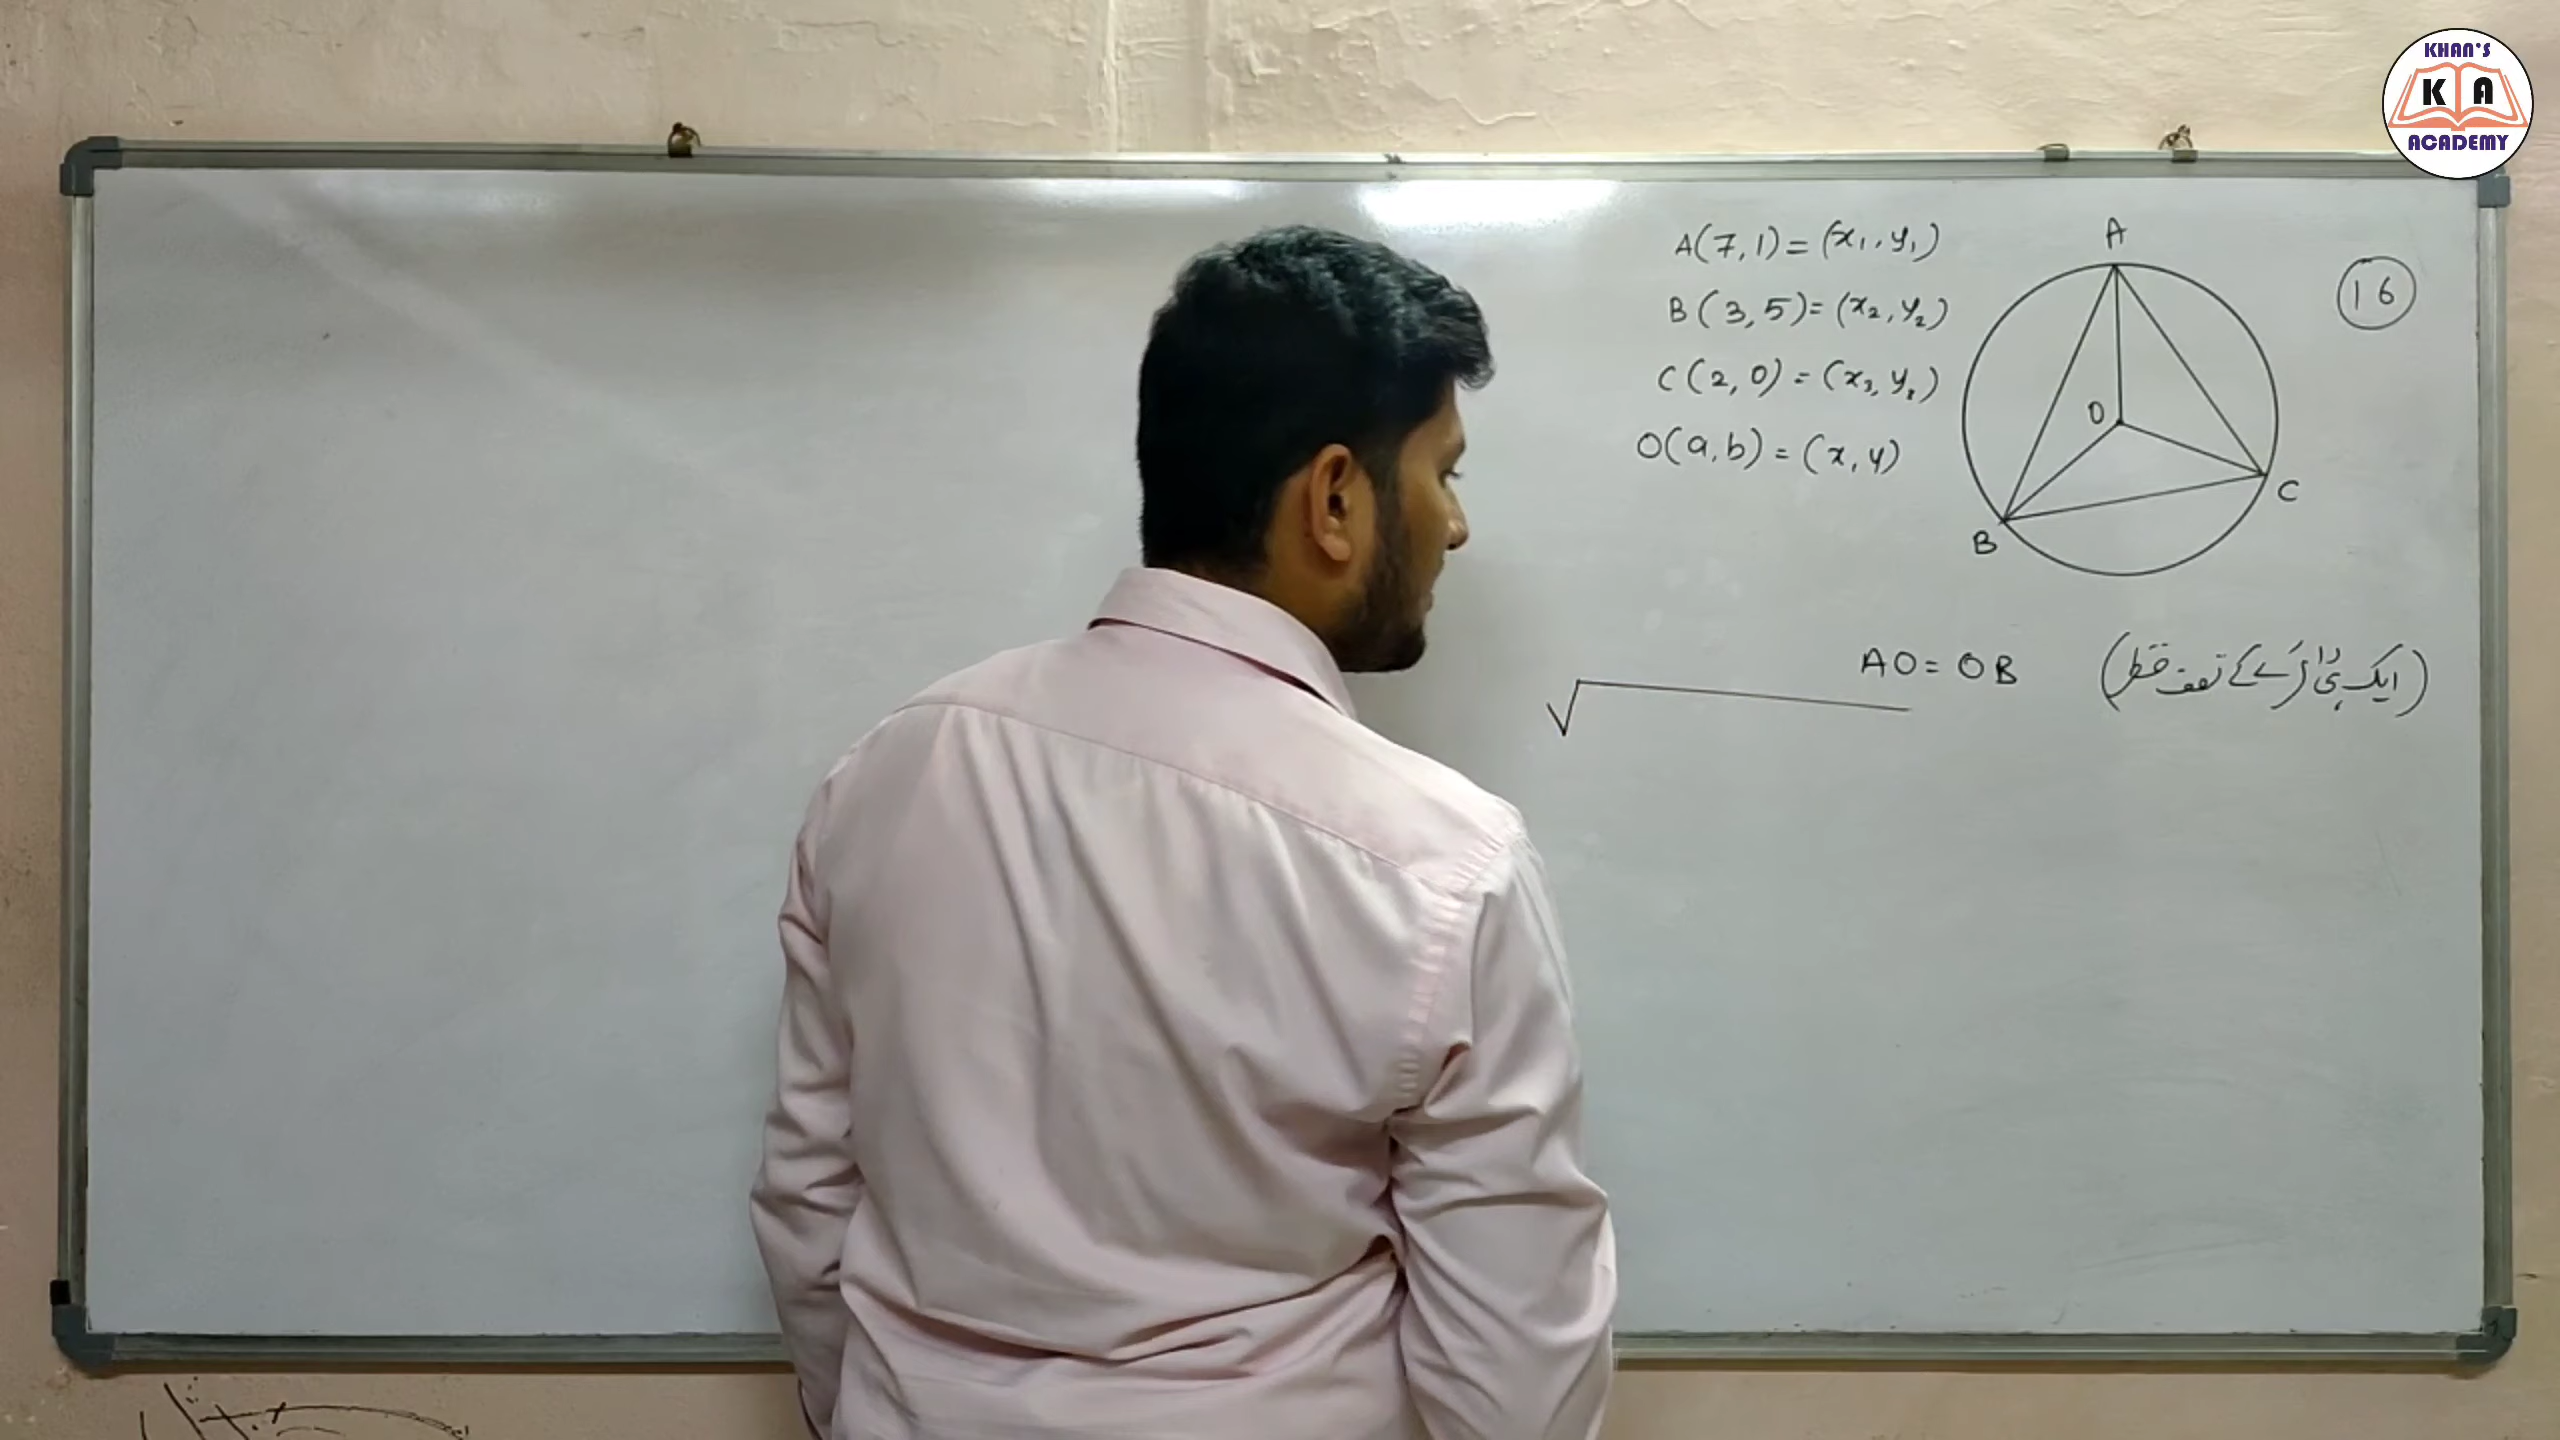 KHAN'S
K A
ACADEMY
A(7,1) = (x₁, y₁)
B(3,5) = (x₂, y₂)
C(2,0) = (x₃, y₃)
O(a,b) = (x, y)
16
A
O
B
C
AO = OB (ایک ہی دائرے کے نصف قطر)
√